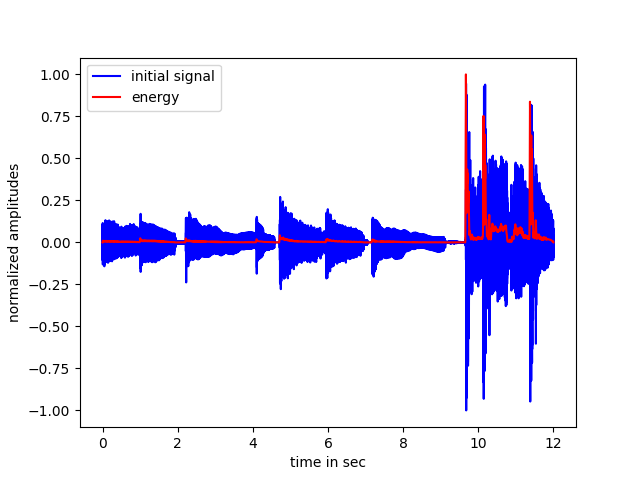 initial signal
energy
normalized amplitudes
1.00
0.75
0.50
0.25
0.00
−0.25
−0.50
−0.75
−1.00
0 2 4 6 8 10 12
time in sec